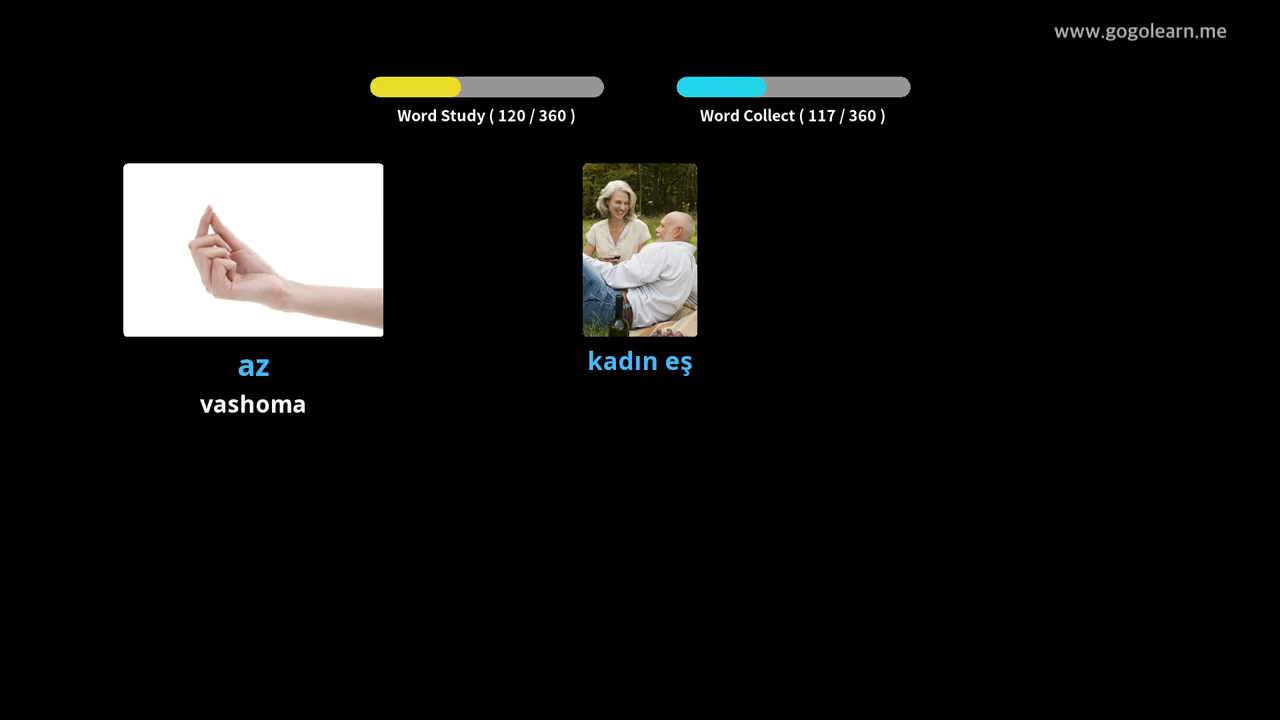 www.gogolearn.me
Word Study ( 120 / 360 )
Word Collect ( 117 / 360 )
az
vashoma
kadın eş